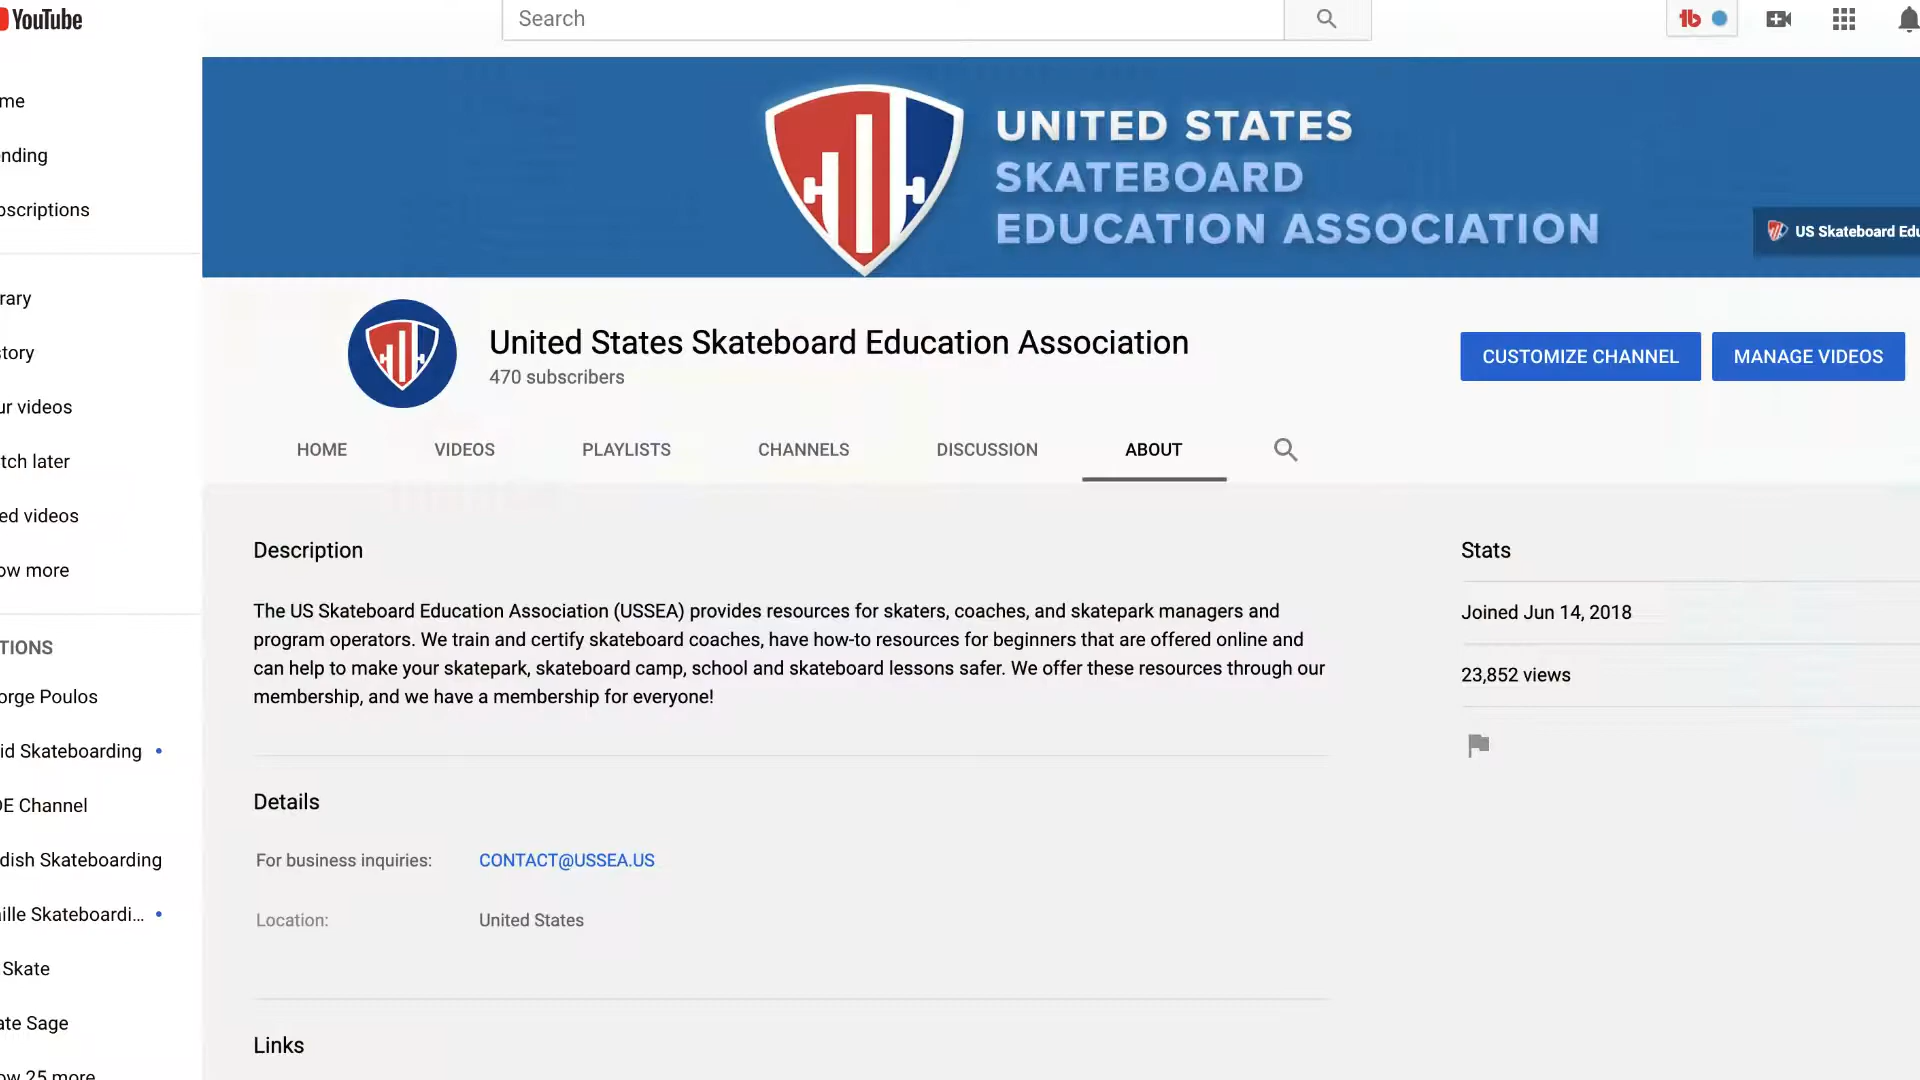 YouTube
Search
me
nding
bscriptions
rary
tory
ur videos
tch later
ed videos
ow more
TIONS
orge Poulos
id Skateboarding
DE Channel
dish Skateboarding
ille Skateboardi...
Skate
ate Sage
ow 25 more
UNITED STATES
SKATEBOARD
EDUCATION ASSOCIATION
US Skateboard Edu
United States Skateboard Education Association
470 subscribers
CUSTOMIZE CHANNEL
MANAGE VIDEOS
HOME VIDEOS PLAYLISTS CHANNELS DISCUSSION ABOUT
Description
The US Skateboard Education Association (USSEA) provides resources for skaters, coaches, and skatepark managers and
program operators. We train and certify skateboard coaches, have how-to resources for beginners that are offered online and
can help to make your skatepark, skateboard camp, school and skateboard lessons safer. We offer these resources through our
membership, and we have a membership for everyone!
Details
For business inquiries: CONTACT@USSEA.US
Location: United States
Links
Stats
Joined Jun 14, 2018
23,852 views